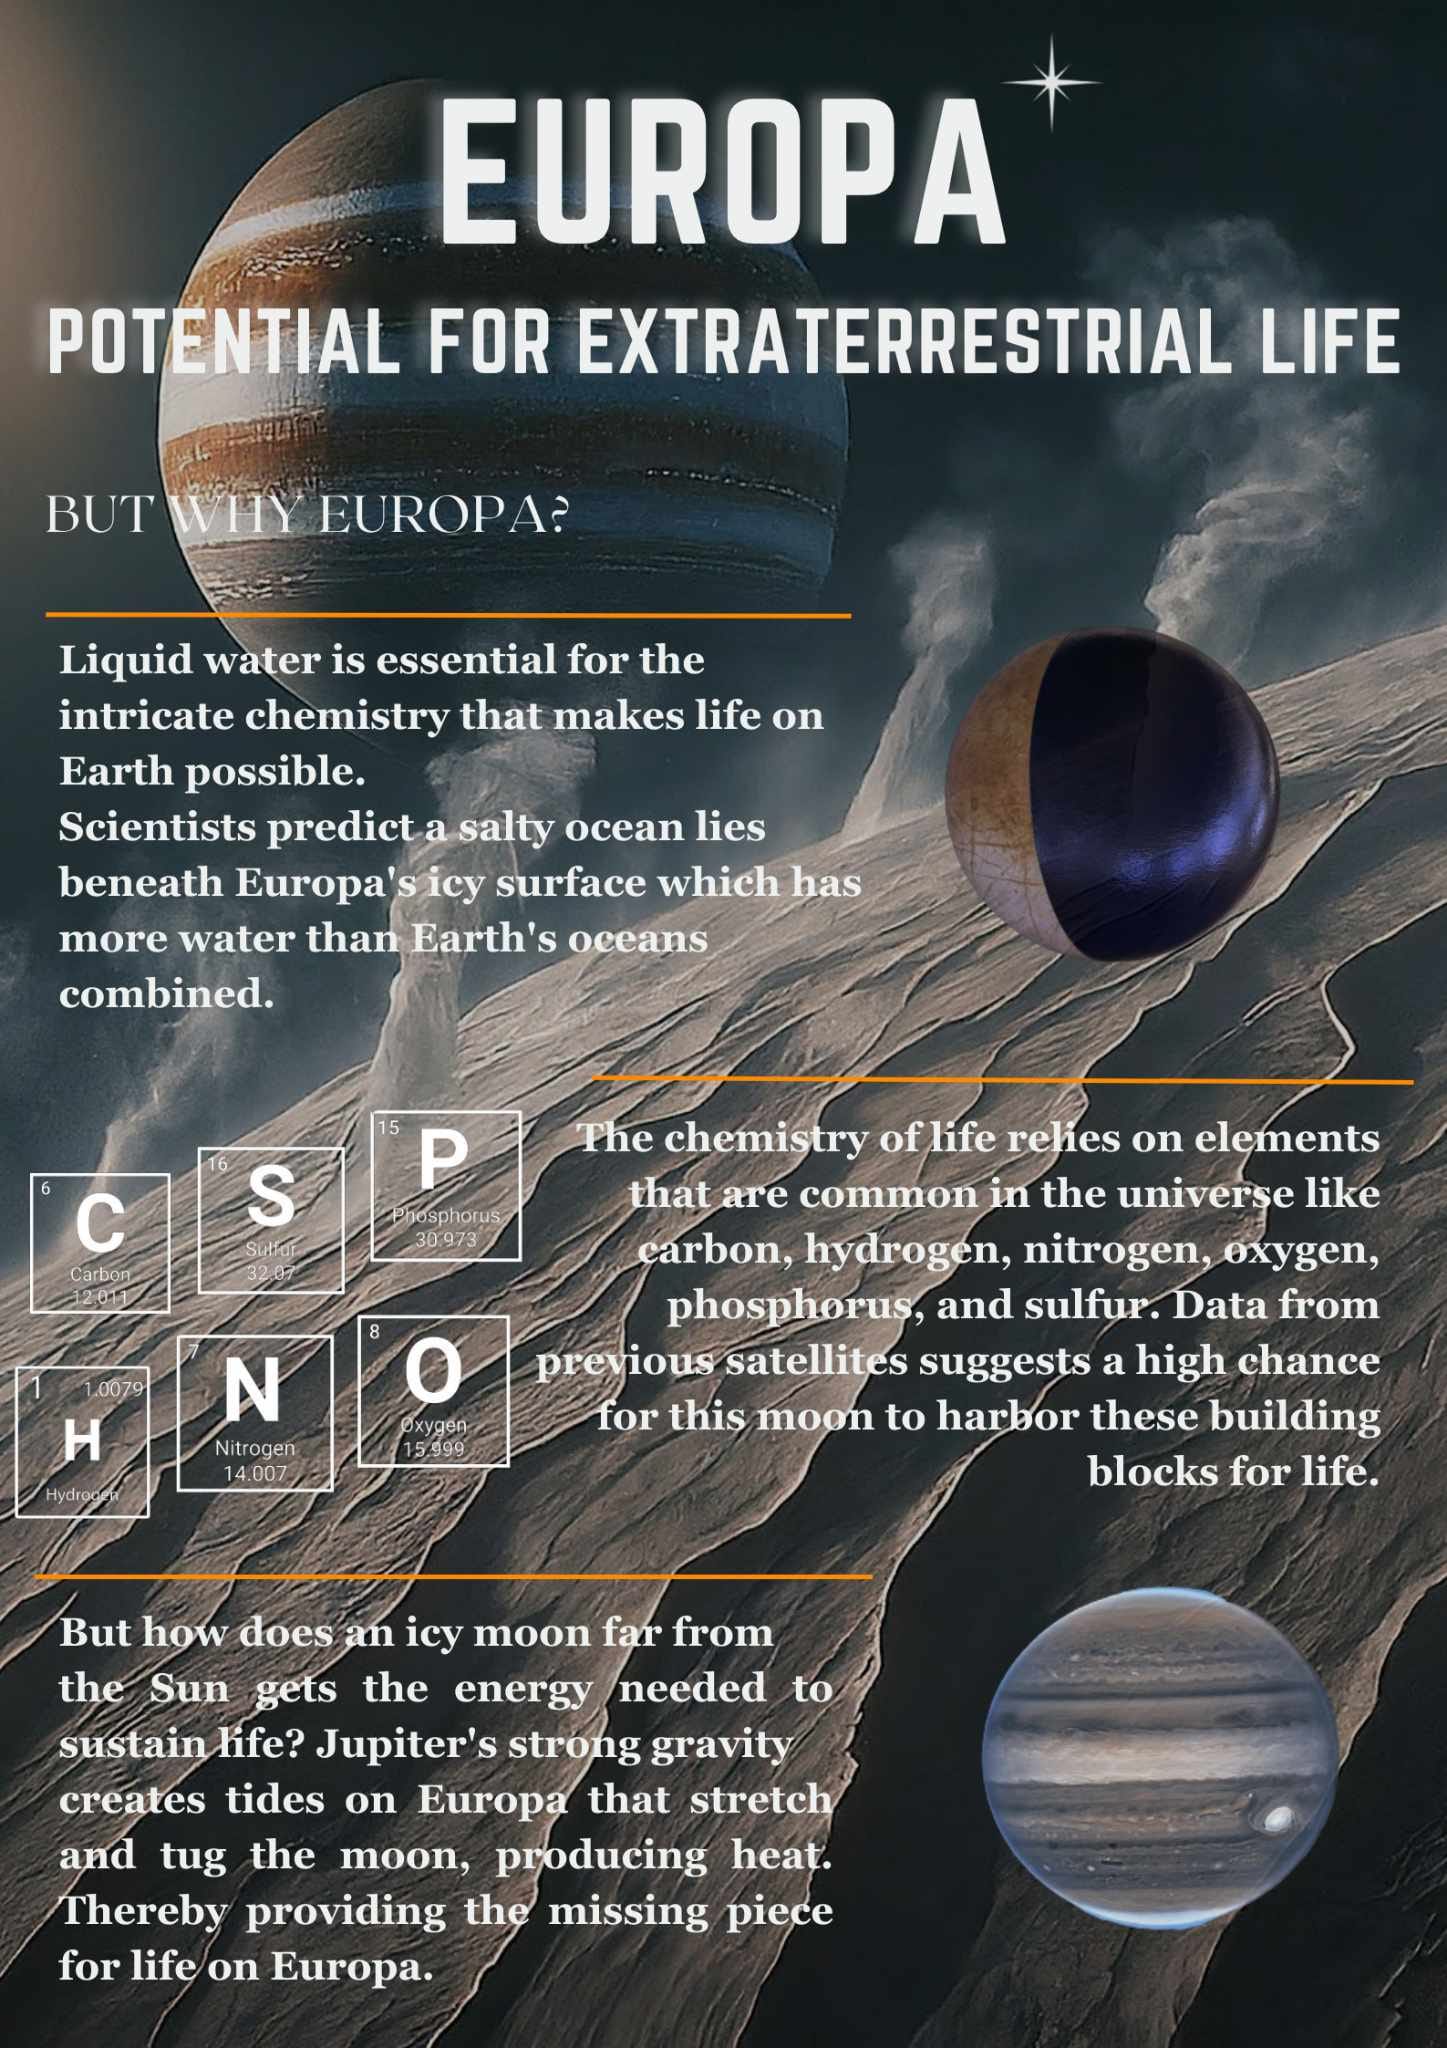 EUROPA
POTENTIAL FOR EXTRATERRESTRIAL LIFE
BUT WHY EUROPA?
Liquid water is essential for the
intricate chemistry that makes life on
Earth possible.
Scientists predict a salty ocean lies
beneath Europa's icy surface which has
more water than Earth's oceans
combined.
6
C
Carbon
12.011
16
S
Sulfur
32.07
15
P
Phosphorus
30.973
1 1.0079
H
Hydrogen
7
N
Nitrogen
14.007
8
O
Oxygen
15.999
The chemistry of life relies on elements
that are common in the universe like
carbon, hydrogen, nitrogen, oxygen,
phosphorus, and sulfur. Data from
previous satellites suggests a high chance
for this moon to harbor these building
blocks for life.
But how does an icy moon far from
the Sun gets the energy needed to
sustain life? Jupiter's strong gravity
creates tides on Europa that stretch
and tug the moon, producing heat.
Thereby providing the missing piece
for life on Europa.